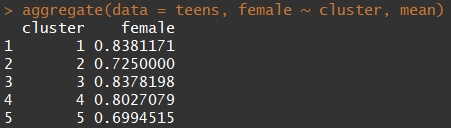 > aggregate(data = teens, female ~ cluster, mean)
  cluster    female
1       1 0.8381171
2       2 0.7250000
3       3 0.8378198
4       4 0.8027079
5       5 0.6994515